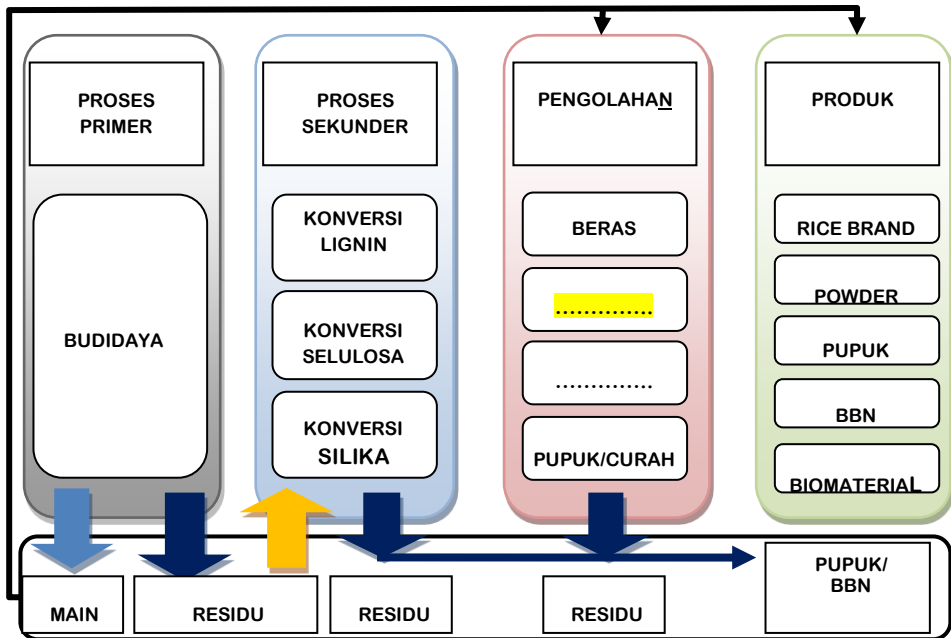 PROSES
PRIMER
BUDIDAYA
PROSES
SEKUNDER
KONVERSI
LIGNIN
KONVERSI
SELULOSA
KONVERSI
SILIKA
PENGOLAHAN
BERAS
..............
..............
PUPUK/CURAH
PRODUK
RICE BRAND
POWDER
PUPUK
BBN
BIOMATERIAL
MAIN
RESIDU
RESIDU
RESIDU
PUPUK/
BBN